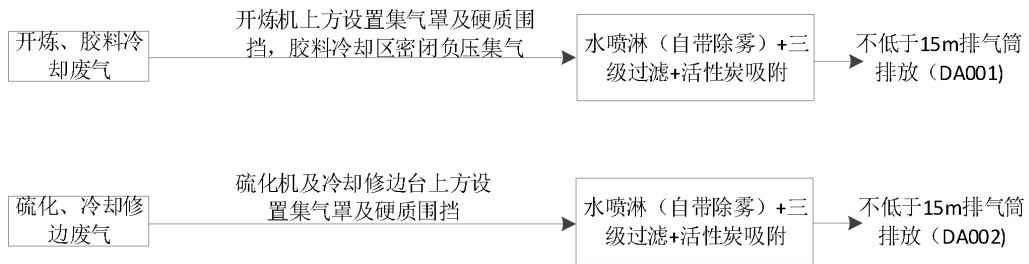 开炼、胶料冷
却废气
开炼机上方设置集气罩及硬质围
挡，胶料冷却区密闭负压集气
水喷淋（自带除雾）+三
级过滤+活性炭吸附
不低于15m排气筒
排放（DA001)
硫化、冷却修
边废气
硫化机及冷却修边台上方设
置集气罩及硬质围挡
水喷淋（自带除雾）+三
级过滤+活性炭吸附
不低于15m排气筒
排放（DA002)